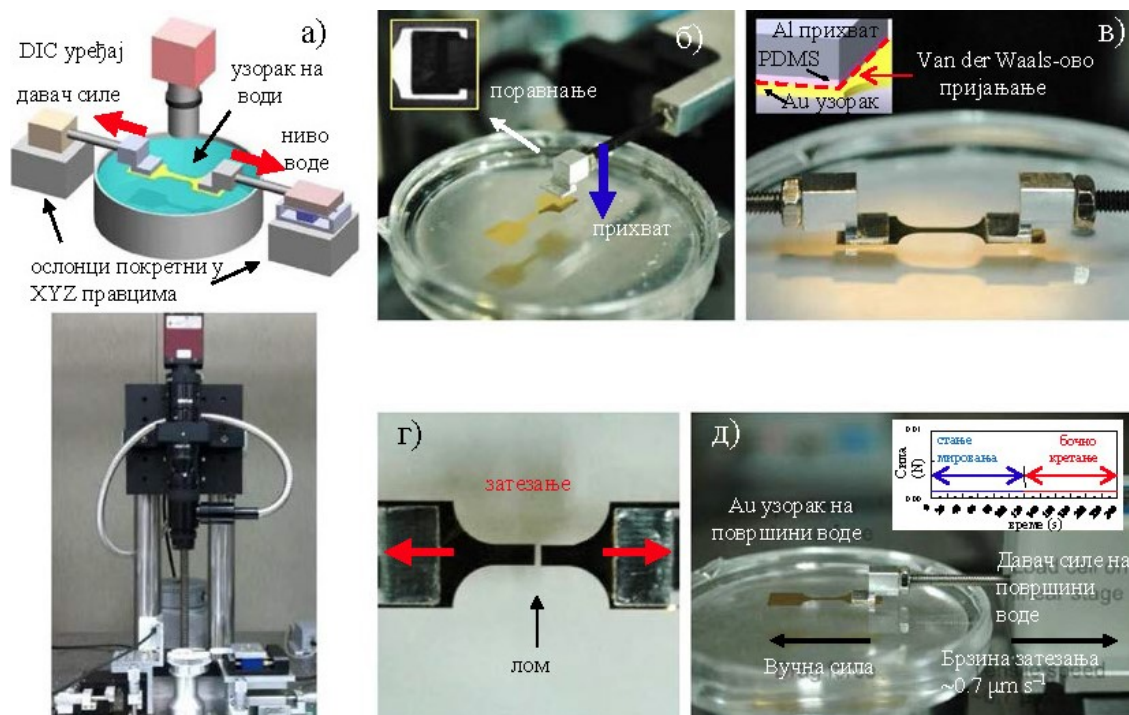 а)
DIC уређај
узорак на
води
давач силе
ниво
воде
ослонци покретни у
XYZ правцима
б)
поравнање
прихват
в)
Al прихват
PDMS
Au узорак
Van der Waals-ово
пријањање
г)
затезање
лом
д)
Сила
(N)
стање
мировања
бочно
кретање
време (s)
Au узорак на
површини воде
Давач силе на
површини
воде
Вучна сила
Брзина затезања
~0.7 µm s⁻¹